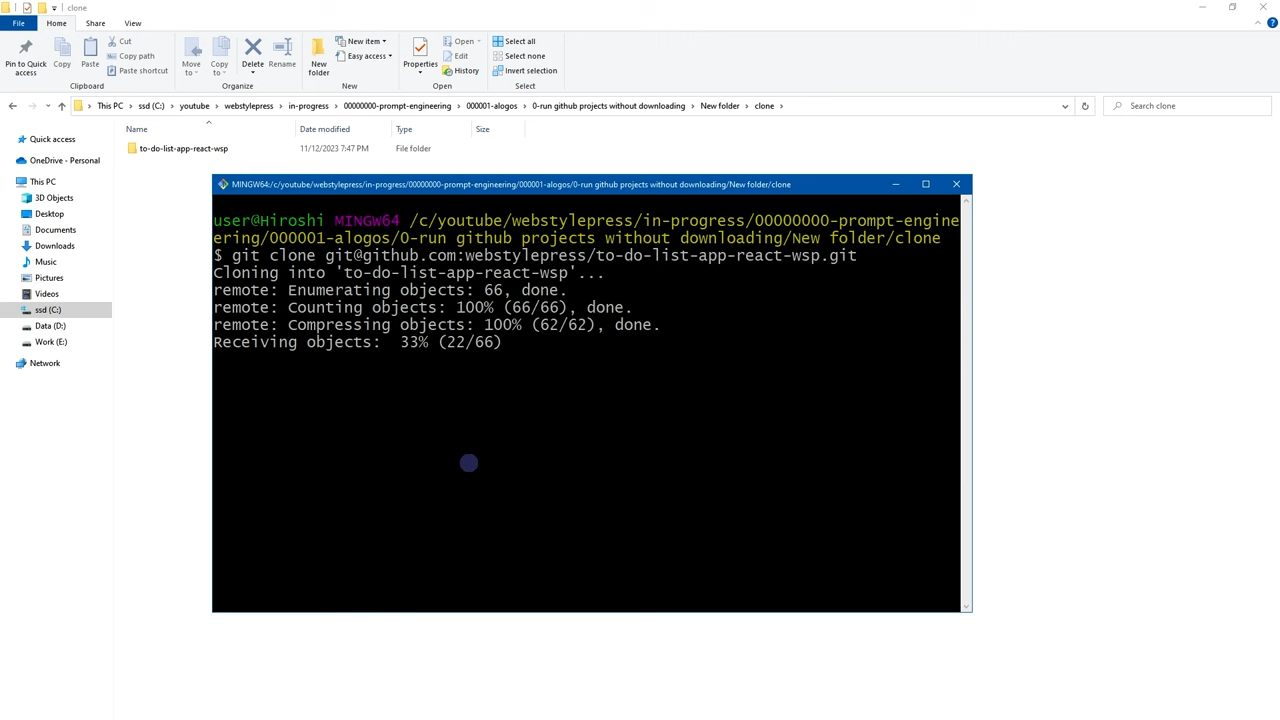 clone
File Home Share View
Pin to Quick access
Copy
Paste
Cut
Copy path
Paste shortcut
Clipboard
Move to
Copy to
Delete
Rename
Organize
New folder
New item
Easy access
New
Properties
Open
Edit
History
Open
Select all
Select none
Invert selection
Select
This PC ssd (C:) youtube webstylepress in-progress 00000000-prompt-engineering 000001-alogos 0-run github projects without downloading New folder clone
Search clone
Name Date modified Type Size
to-do-list-app-react-wsp 11/12/2023 7:47 PM File folder
Quick access
OneDrive - Personal
This PC
3D Objects
Desktop
Documents
Downloads
Music
Pictures
Videos
ssd (C:)
Data (D:)
Work (E:)
Network
MINGW64:/c/youtube/webstylepress/in-progress/00000000-prompt-engineering/000001-alogos/0-run github projects without downloading/New folder/clone
user@Hiroshi MINGW64 /c/youtube/webstylepress/in-progress/00000000-prompt-engine
ering/000001-alogos/0-run github projects without downloading/New folder/clone
$ git clone git@github.com:webstylepress/to-do-list-app-react-wsp.git
Cloning into 'to-do-list-app-react-wsp'...
remote: Enumerating objects: 66, done.
remote: Counting objects: 100% (66/66), done.
remote: Compressing objects: 100% (62/62), done.
Receiving objects:  33% (22/66)